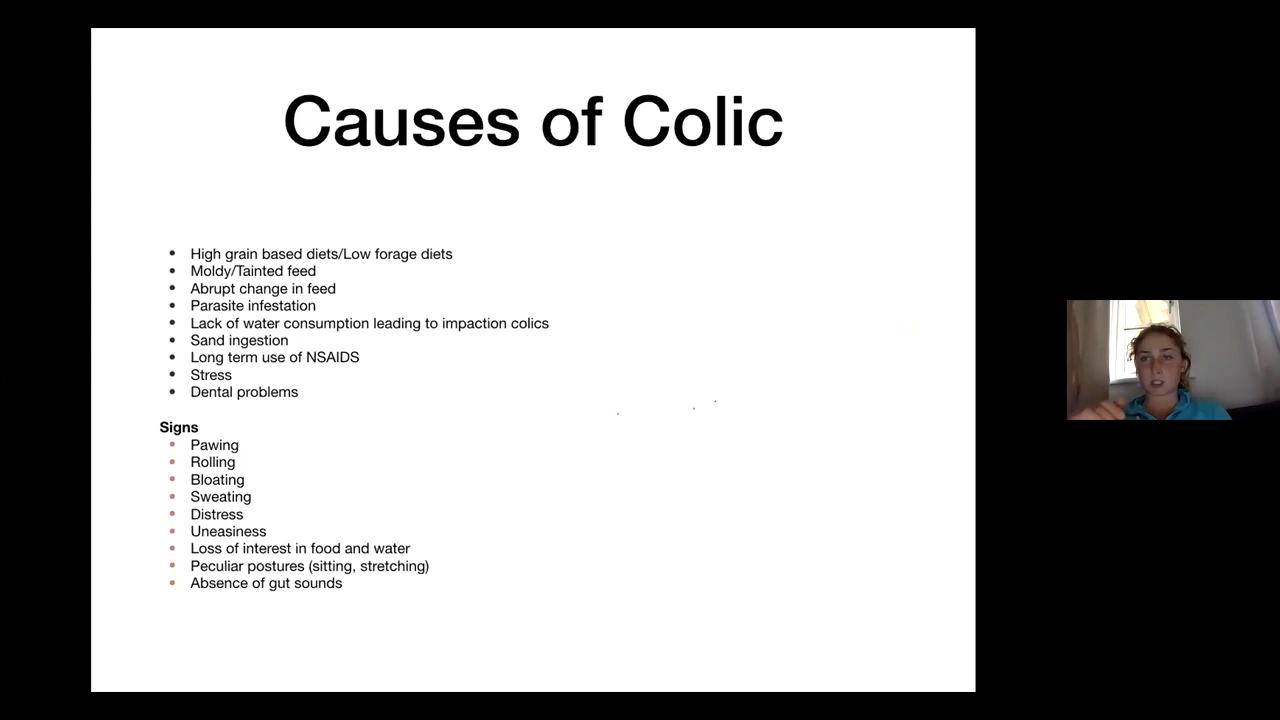 Causes of Colic
• High grain based diets/Low forage diets
• Moldy/Tainted feed
• Abrupt change in feed
• Parasite infestation
• Lack of water consumption leading to impaction colics
• Sand ingestion
• Long term use of NSAIDS
• Stress
• Dental problems
Signs
• Pawing
• Rolling
• Bloating
• Sweating
• Distress
• Uneasiness
• Loss of interest in food and water
• Peculiar postures (sitting, stretching)
• Absence of gut sounds